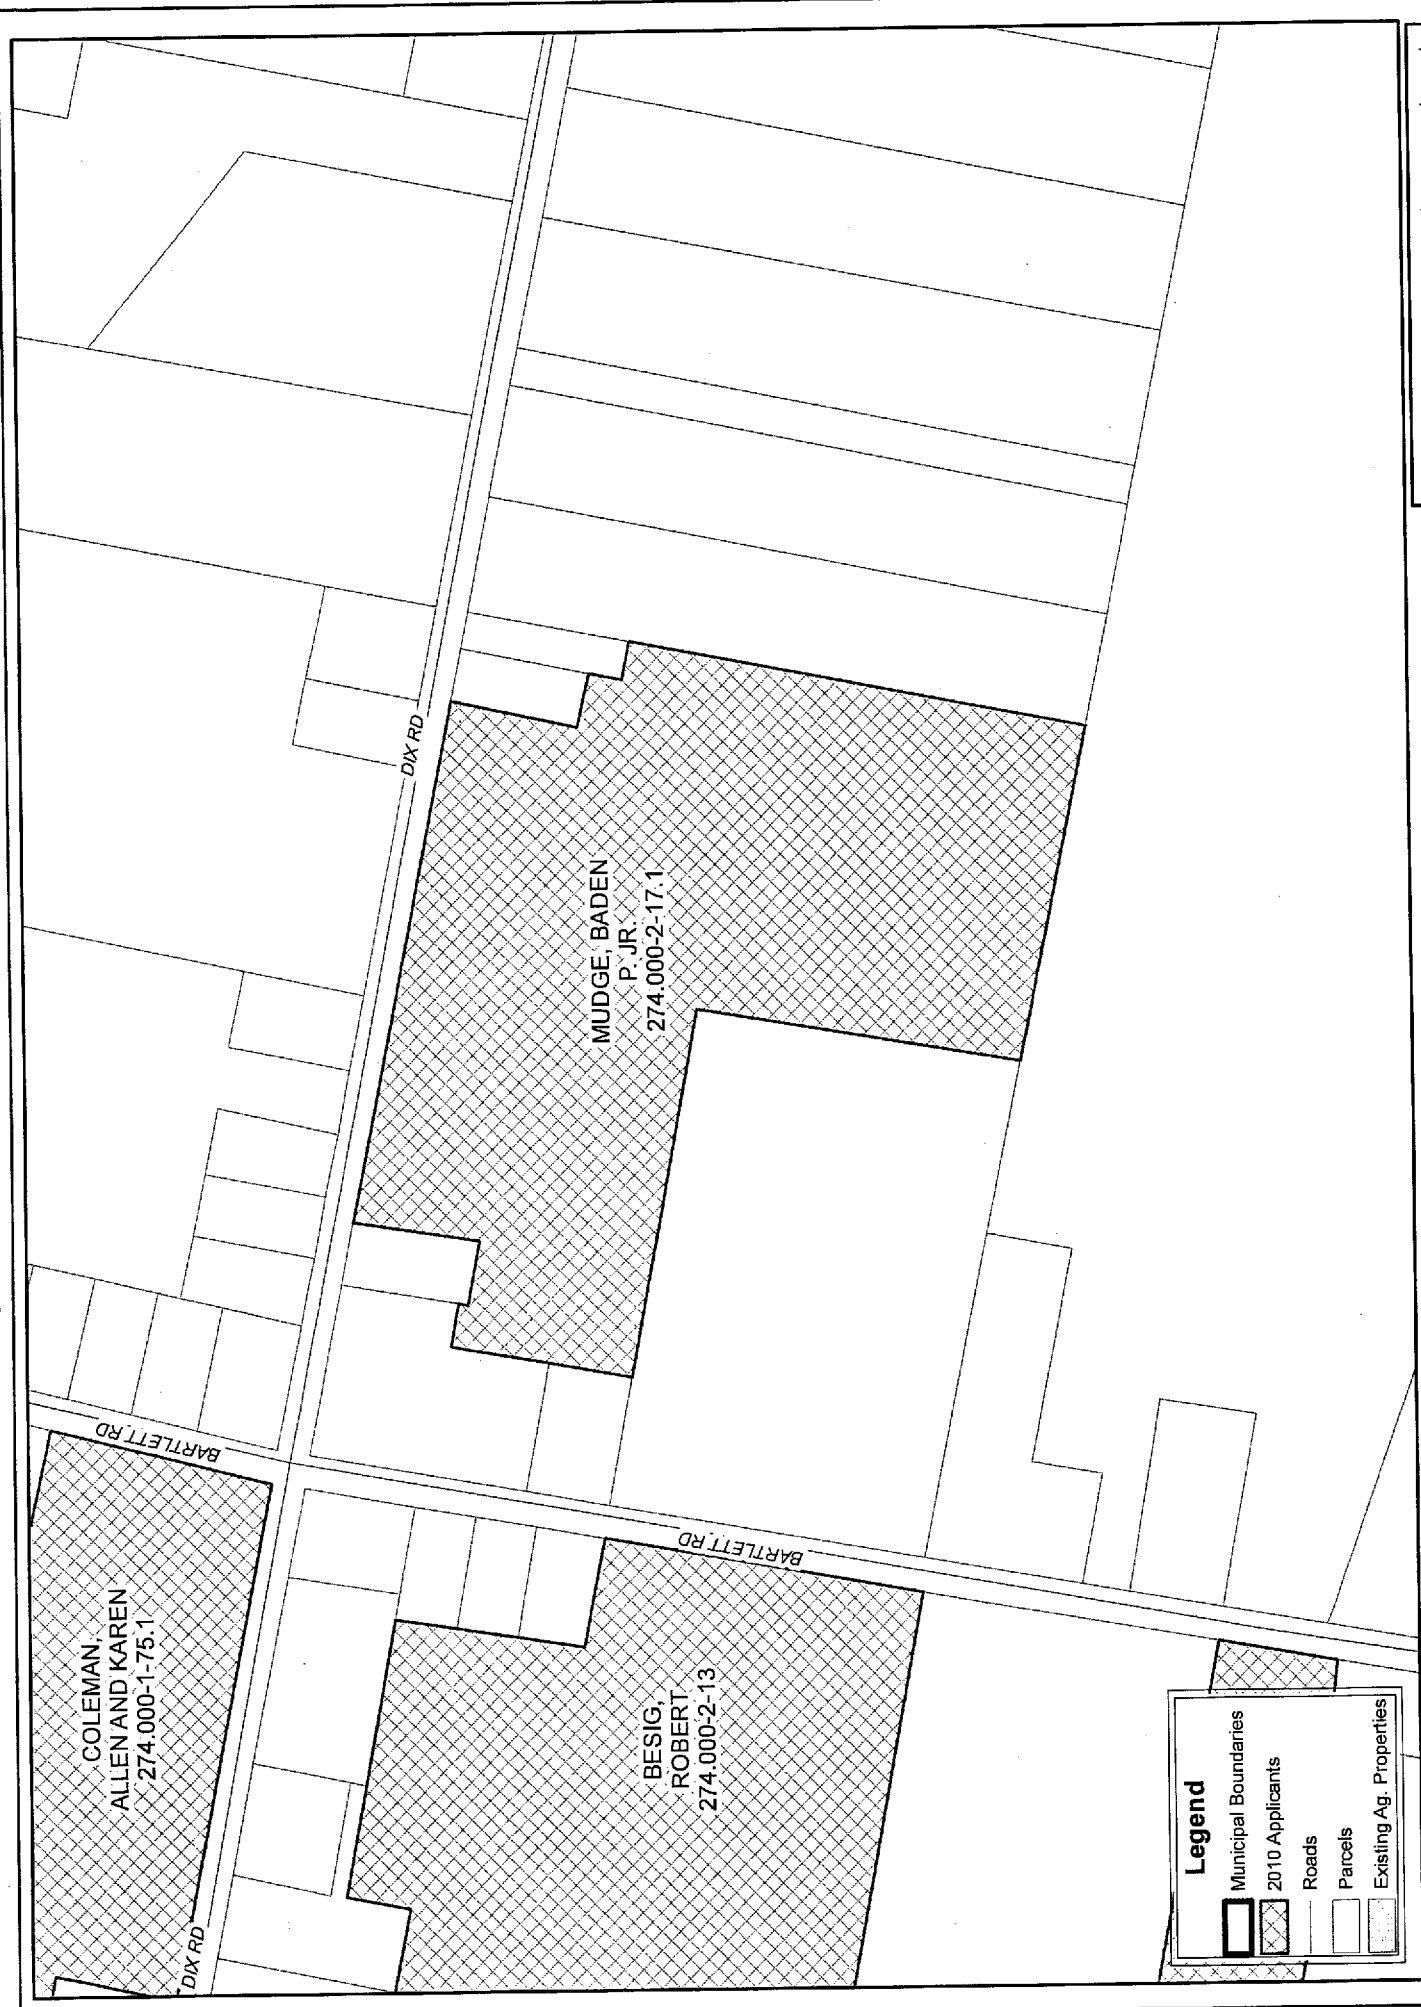 COLEMAN,
ALLEN AND KAREN
274.000-1-75.1
BARTLETT RD
DIX RD
DIX RD
MUDGE, BADEN
P. JR.
274.000-2-17.1
BARTLETT RD
BESIG,
ROBERT
274.000-2-13
Legend
Municipal Boundaries
2010 Applicants
Roads
Parcels
Existing Ag. Properties